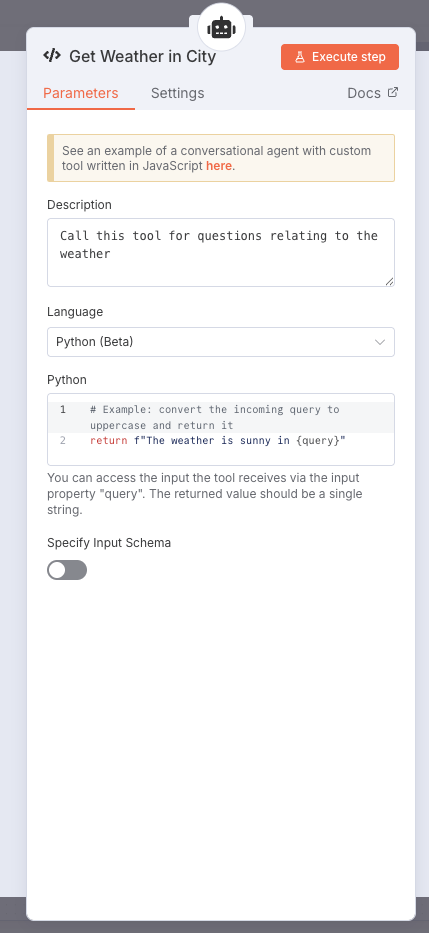 Get Weather in City
Execute step
Parameters
Settings
Docs
See an example of a conversational agent with custom
tool written in JavaScript here.
Description
Call this tool for questions relating to the
weather
Language
Python (Beta)
Python
1 # Example: convert the incoming query to
uppercase and return it
2 return f"The weather is sunny in {query}"
You can access the input the tool receives via the input
property "query". The returned value should be a single
string.
Specify Input Schema